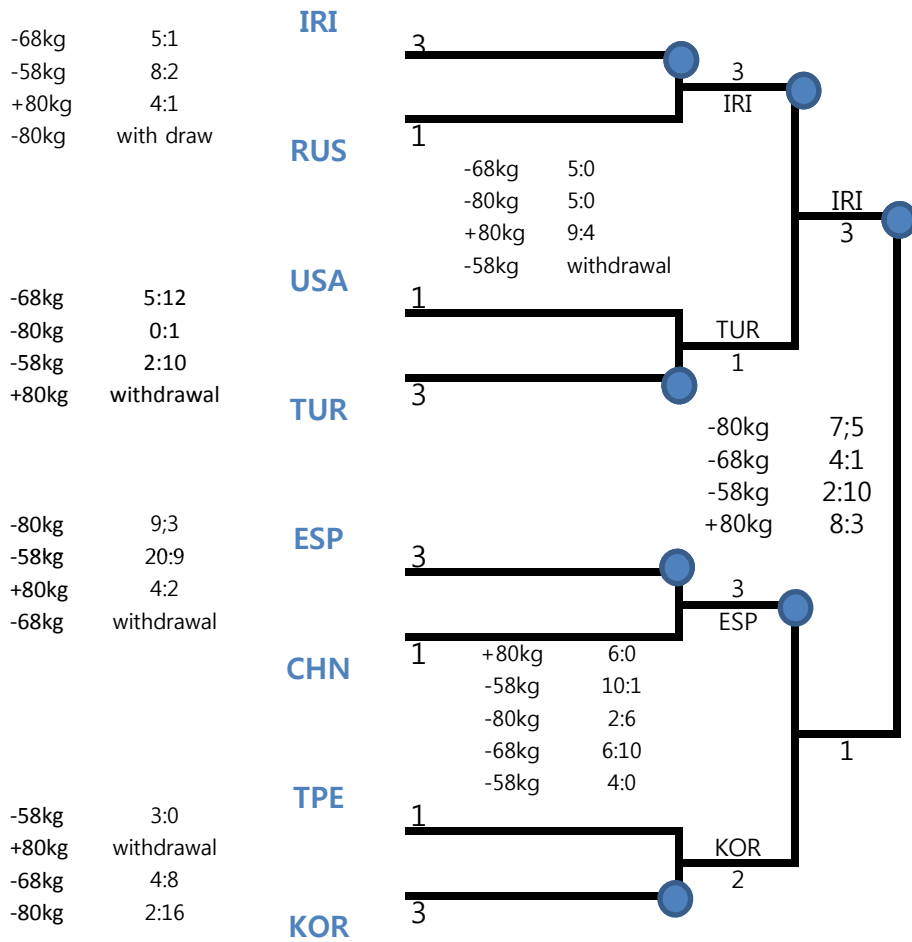 IRI
-68kg 5:1
-58kg 8:2
+80kg 4:1
-80kg with draw
3
1
RUS
3
IRI
-68kg 5:0
-80kg 5:0
+80kg 9:4
-58kg withdrawal
IRI
3
USA
-68kg 5:12
-80kg 0:1
-58kg 2:10
+80kg withdrawal
1
3
TUR
TUR
1
-80kg 7;5
-68kg 4:1
-58kg 2:10
+80kg 8:3
-80kg 9;3
-58kg 20:9
+80kg 4:2
-68kg withdrawal
ESP
3
1
CHN
3
ESP
+80kg 6:0
-58kg 10:1
-80kg 2:6
-68kg 6:10
-58kg 4:0
1
TPE
-58kg 3:0
+80kg withdrawal
-68kg 4:8
-80kg 2:16
1
3
KOR
KOR
2